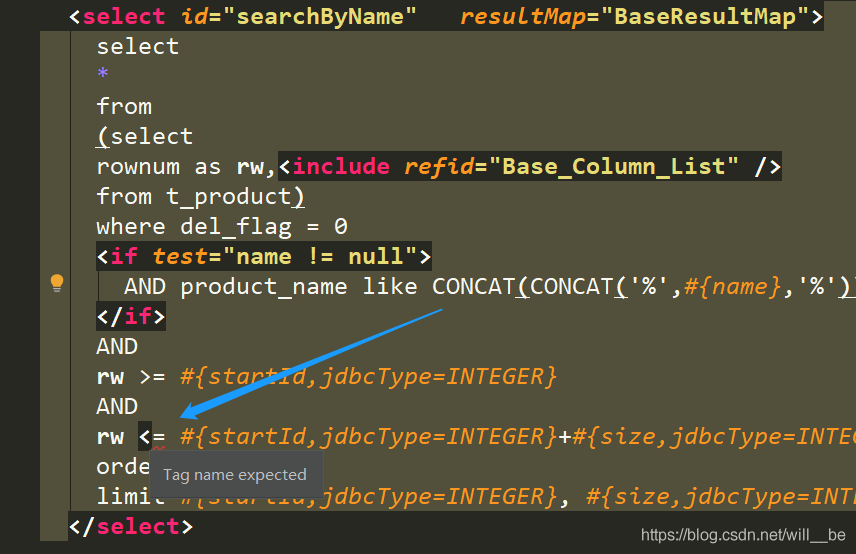 <select id="searchByName" resultMap="BaseResultMap">
select
*
from
(select
rownum as rw,<include refid="Base_Column_List" />
from t_product)
where del_flag = 0
<if test="name != null">
AND product_name like CONCAT(CONCAT('%',#{name},'%'))
</if>
AND
rw >= #{startId,jdbcType=INTEGER}
AND
rw <= #{startId,jdbcType=INTEGER}+#{size,jdbcType=INTEG
orde
Tag name expected
limit #{startId,jdbcType=INTEGER}, #{size,jdbcType=INT
</select>
https://blog.csdn.net/will__be